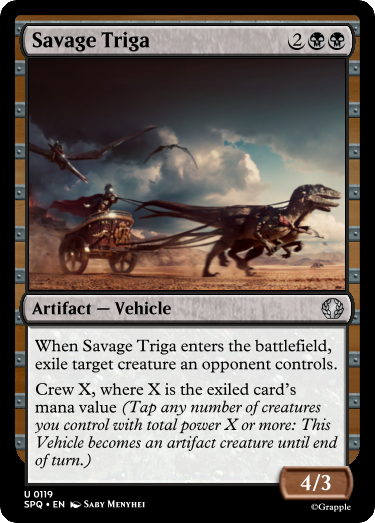 Savage Triga 2
Artifact — Vehicle
When Savage Triga enters the battlefield,
exile target creature an opponent controls.
Crew X, where X is the exiled card's
mana value (Tap any number of creatures
you control with total power X or more: This
Vehicle becomes an artifact creature until end
of turn.)
4/3
U 0119
SPQ • EN Saby Menyhei
©Grapple